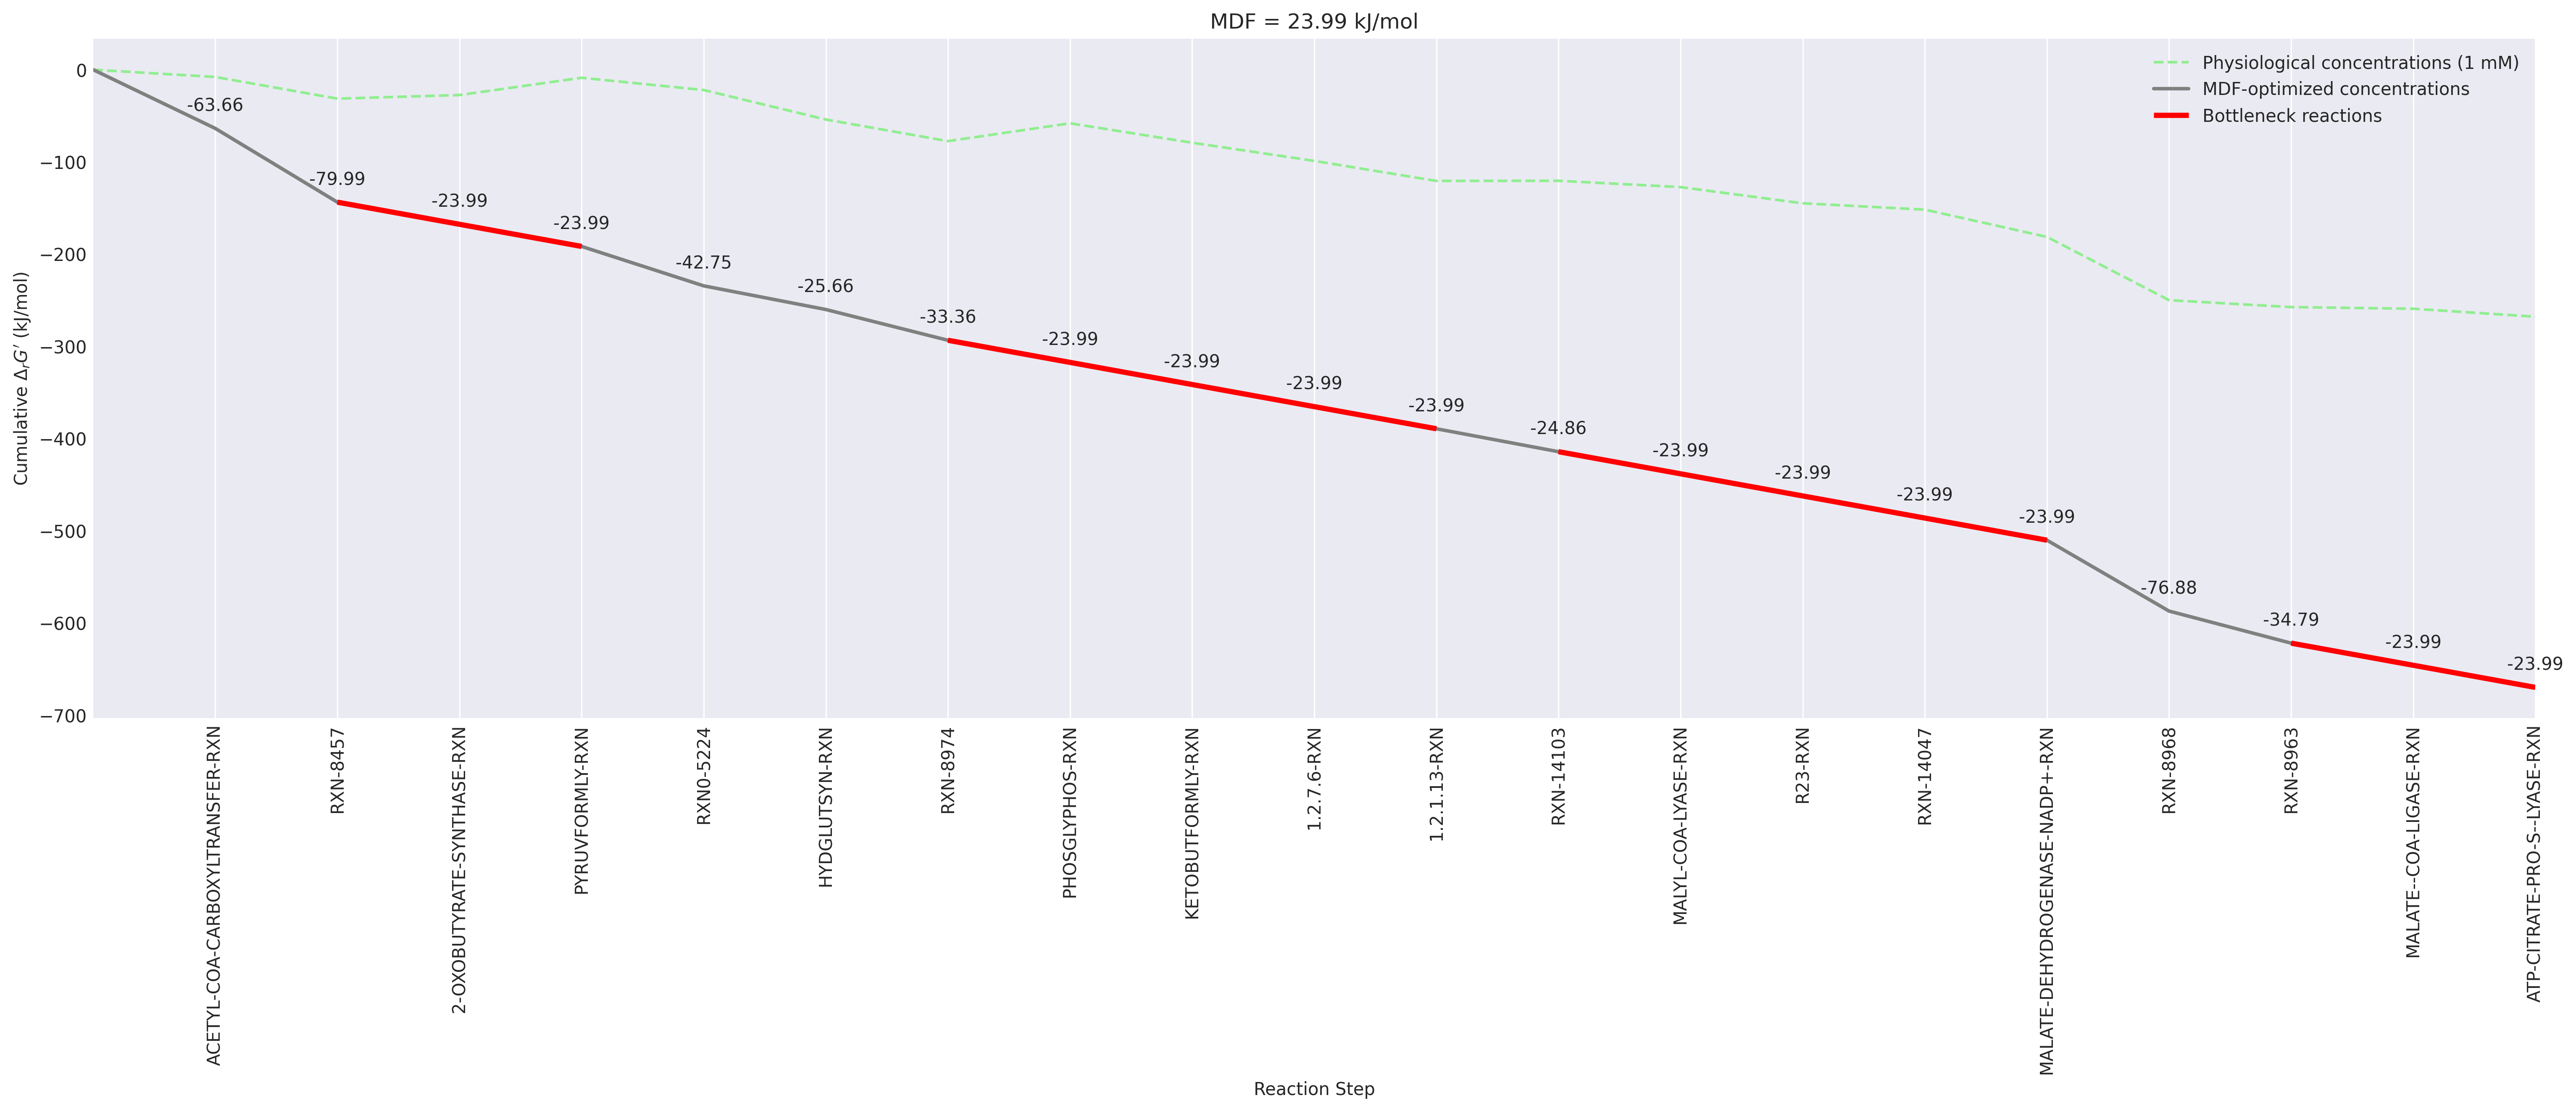 MDF = 23.99 kJ/mol
Physiological concentrations (1 mM)
MDF-optimized concentrations
Bottleneck reactions
Cumulative ΔrG′ (kJ/mol)
0
−100
−200
−300
−400
−500
−600
−700
-63.66
-79.99
-23.99
-23.99
-42.75
-25.66
-33.36
-23.99
-23.99
-23.99
-23.99
-24.86
-23.99
-23.99
-23.99
-23.99
-76.88
-34.79
-23.99
-23.99
ACETYL-COA-CARBOXYLTRANSFER-RXN
RXN-8457
2-OXOBUTYRATE-SYNTHASE-RXN
PYRUVFORMLY-RXN
RXN0-5224
HYDGLUTSYN-RXN
RXN-8974
PHOSGLYPHOS-RXN
KETOBUTFORMLY-RXN
1.2.7.6-RXN
1.2.1.13-RXN
RXN-14103
MALYL-COA-LYASE-RXN
R23-RXN
RXN-14047
MALATE-DEHYDROGENASE-NADP+-RXN
RXN-8968
RXN-8963
MALATE--COA-LIGASE-RXN
ATP-CITRATE-PRO-S--LYASE-RXN
Reaction Step